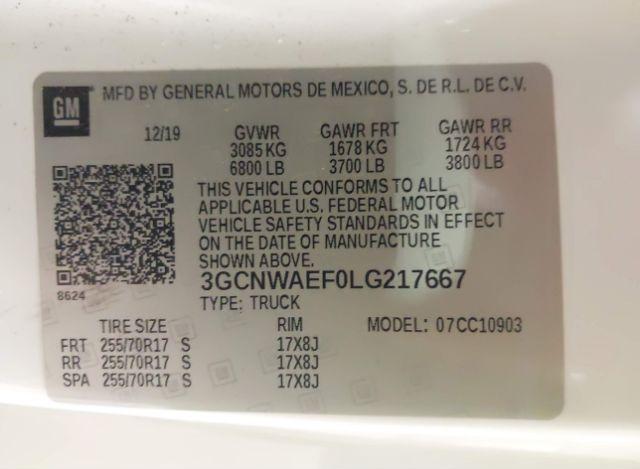 GM MFD BY GENERAL MOTORS DE MEXICO, S. DE R.L. DE C.V.
12/19 GVWR GAWR FRT GAWR RR
3085 KG 1678 KG 1724 KG
6800 LB 3700 LB 3800 LB
THIS VEHICLE CONFORMS TO ALL
APPLICABLE U.S. FEDERAL MOTOR
VEHICLE SAFETY STANDARDS IN EFFECT
ON THE DATE OF MANUFACTURE
SHOWN ABOVE.
3GCNWAEF0LG217667
8624
TYPE: TRUCK
TIRE SIZE RIM MODEL: 07CC10903
FRT 255/70R17 S 17X8J
RR 255/70R17 S 17X8J
SPA 255/70R17 S 17X8J